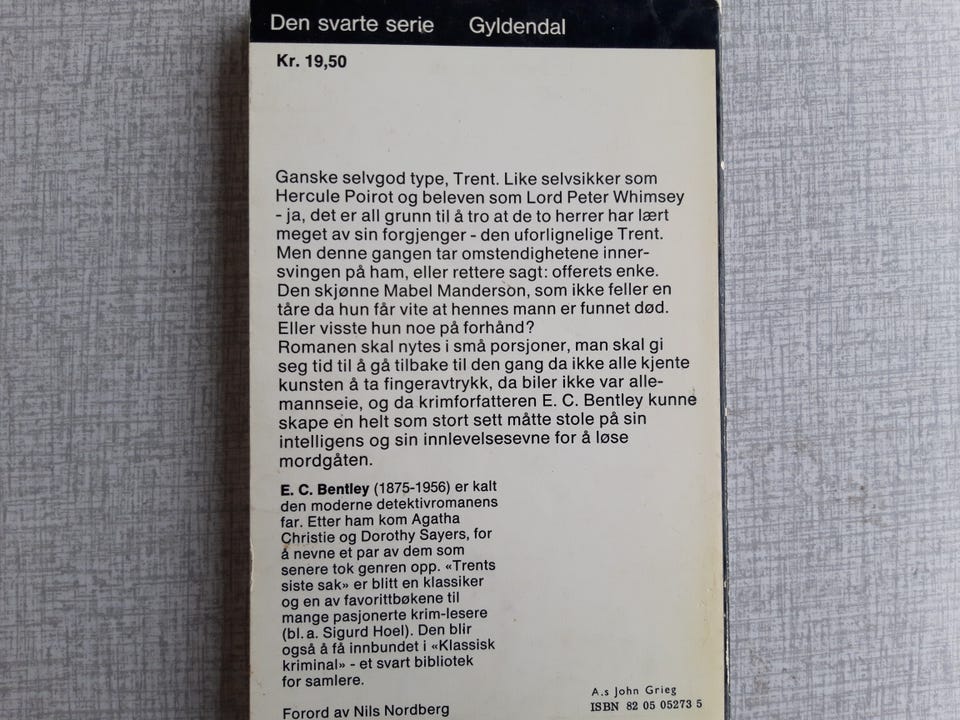 Den svarte serie Gyldendal
Kr. 19,50
Ganske selvgod type, Trent. Like selvsikker som
Hercule Poirot og beleven som Lord Peter Whimsey
- ja, det er all grunn til å tro at de to herrer har lært
meget av sin forgjenger - den uforlignelige Trent.
Men denne gangen tar omstendighetene inner-
svingen på ham, eller rettere sagt: offerets enke.
Den skjønne Mabel Manderson, som ikke feller en
tåre da hun får vite at hennes mann er funnet død.
Eller visste hun noe på forhånd?
Romanen skal nytes i små porsjoner, man skal gi
seg tid til å gå tilbake til den gang da ikke alle kjente
kunsten å ta fingeravtrykk, da biler ikke var alle-
mannseie, og da krimforfatteren E. C. Bentley kunne
skape en helt som stort sett måtte stole på sin
intelligens og sin innlevelsesevne for å løse
mordgåten.
E. C. Bentley (1875-1956) er kalt
den moderne detektivromanens
far. Etter ham kom Agatha
Christie og Dorothy Sayers, for
å nevne et par av dem som
senere tok genren opp. «Trents
siste sak» er blitt en klassiker
og en av favorittbøkene til
mange pasjonerte krim-lesere
(bl. a. Sigurd Hoel). Den blir
også å få innbundet i «Klassisk
kriminal» - et svart bibliotek
for samlere.
Forord av Nils Nordberg
A.s John Grieg
ISBN 82 05 05273 5